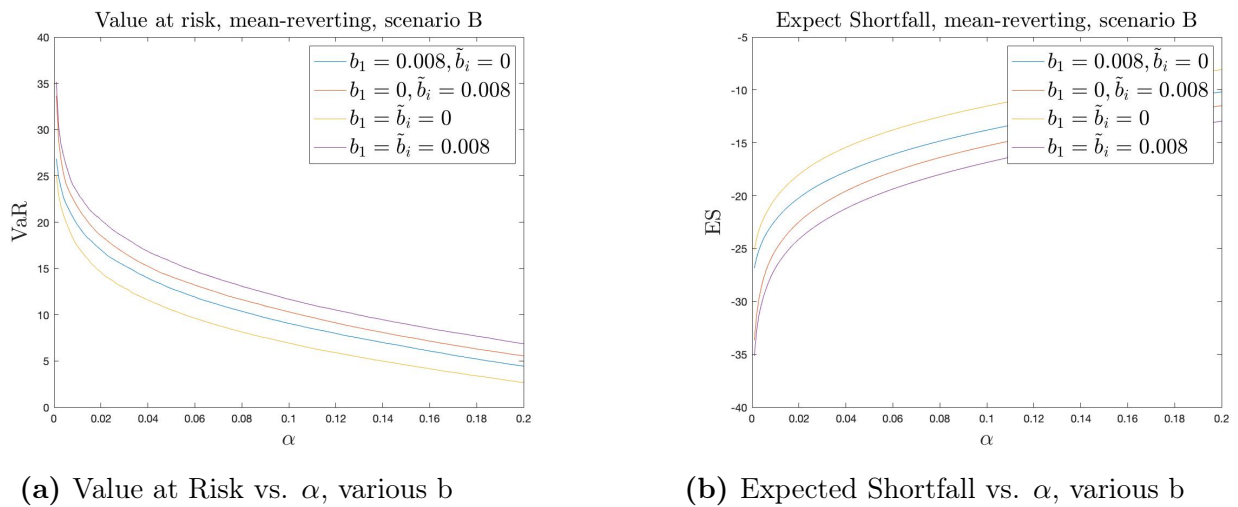 Value at risk, mean-reverting, scenario B
40
35
30
25
20
15
10
5
0
VaR
0
0.02
0.04
0.06
0.08
0.1
0.12
0.14
0.16
0.18
0.2
α
b₁ = 0.008, b̃ᵢ = 0
b₁ = 0, b̃ᵢ = 0.008
b₁ = b̃ᵢ = 0
b₁ = b̃ᵢ = 0.008
(a) Value at Risk vs. α, various b
Expect Shortfall, mean-reverting, scenario B
-5
-10
-15
-20
-25
-30
-35
-40
ES
0
0.02
0.04
0.06
0.08
0.1
0.12
0.14
0.16
0.18
0.2
α
b₁ = 0.008, b̃ᵢ = 0
b₁ = 0, b̃ᵢ = 0.008
b₁ = b̃ᵢ = 0
b₁ = b̃ᵢ = 0.008
(b) Expected Shortfall vs. α, various b